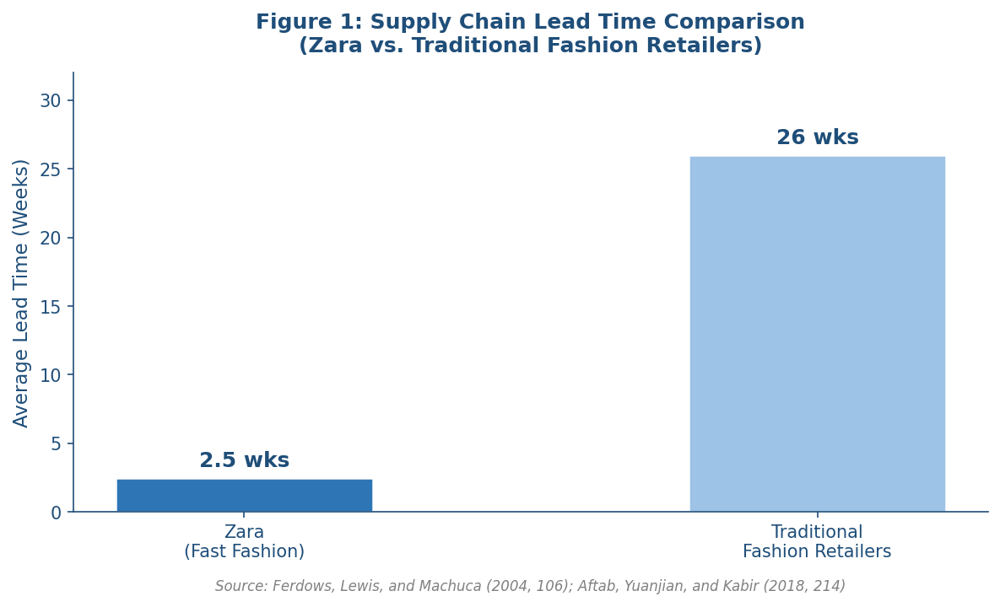 Figure 1: Supply Chain Lead Time Comparison
(Zara vs. Traditional Fashion Retailers)
Average Lead Time (Weeks)
30
25
20
15
10
5
0
2.5 wks
26 wks
Zara
(Fast Fashion)
Traditional
Fashion Retailers
Source: Ferdows, Lewis, and Machuca (2004, 106); Aftab, Yuanjian, and Kabir (2018, 214)